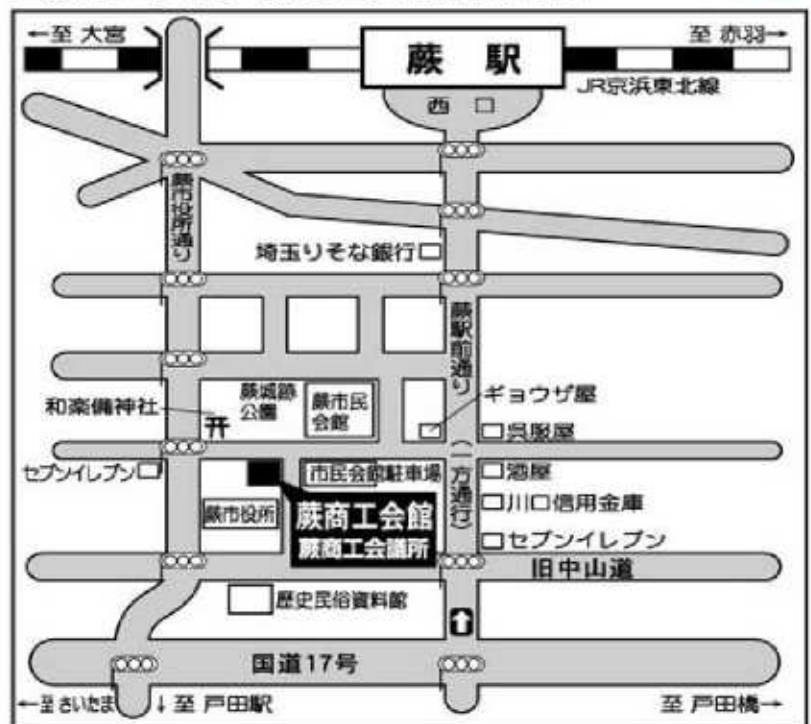 ←至 大宮
至 赤羽→
蕨 駅
JR京浜東北線
西 口
蕨市役所通り
埼玉りそな銀行
蕨駅前通り
(一方通行)
蕨城跡
公園
蕨市民
会館
ギョウザ屋
和楽備神社
呉服屋
セブンイレブン
市民会館駐車場
酒屋
蕨市役所
蕨商工会館
蕨商工会議所
川口信用金庫
セブンイレブン
旧中山道
歴史民俗資料館
国道17号
←至 さいたま
↓至 戸田駅
至 戸田橋→